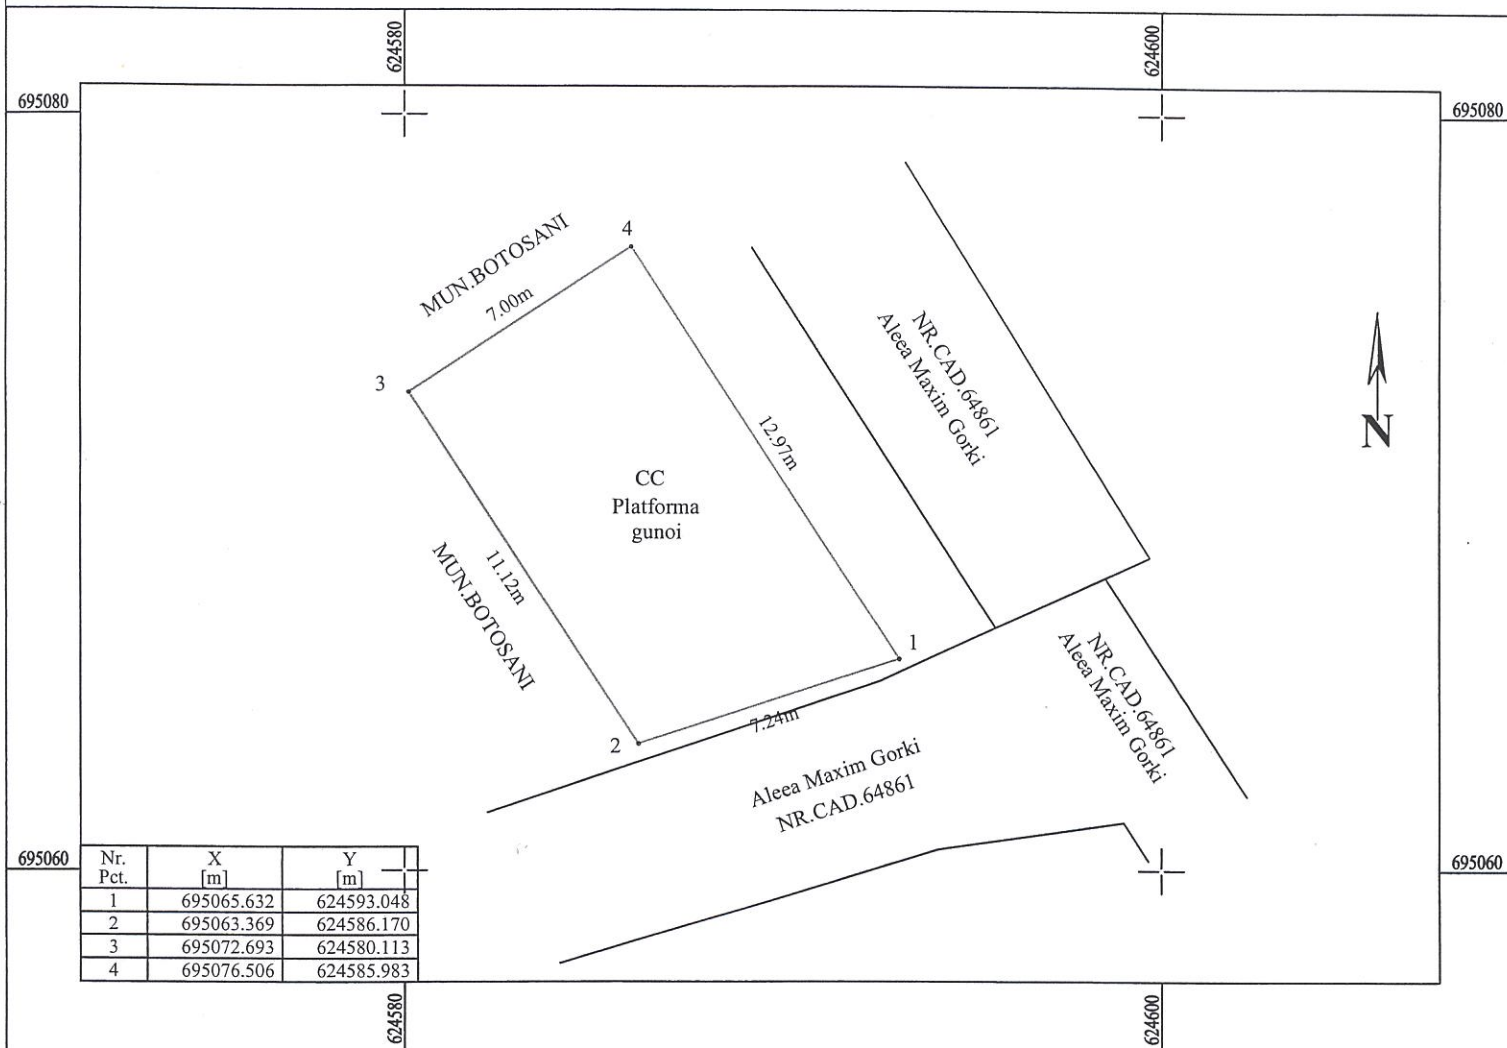 624580
624600
695080
695080
MUN.BOTOSANI
4
7.00m
3
NR.CAD.64861
Aleea Maxim Gorki
12.97m
N
CC
Platforma
gunoi
11.12m
MUN.BOTOSANI
1
2
7.24m
NR.CAD.64861
Aleea Maxim Gorki
Aleea Maxim Gorki
NR.CAD.64861
695060
695060
Nr. Pct. X [m] Y [m]
1 695065.632 624593.048
2 695063.369 624586.170
3 695072.693 624580.113
4 695076.506 624585.983
624580
624600